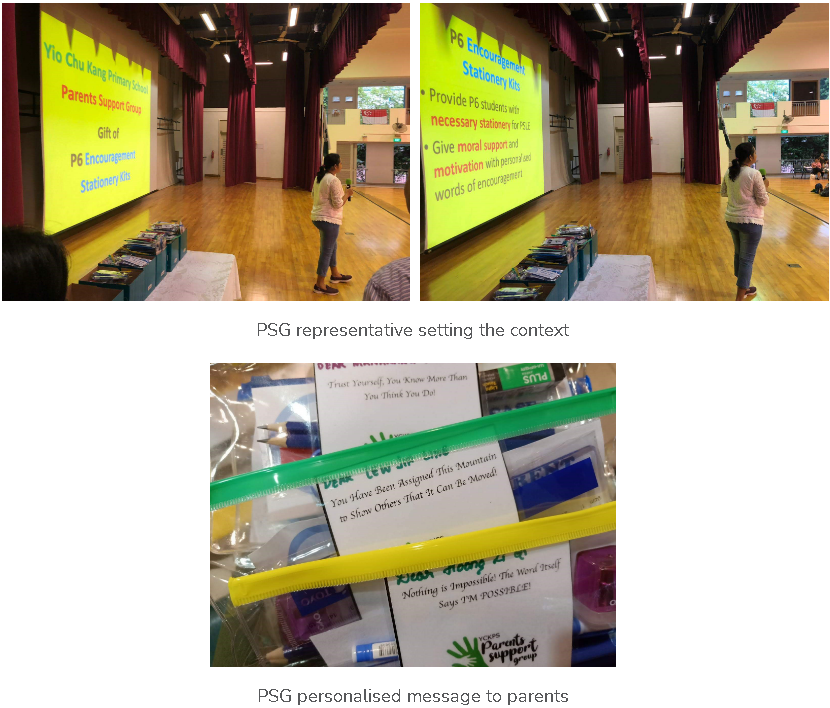 Yio Chu Kang Primary School
Parents Support Group
Gift of
P6 Encouragement
Stationery Kits
P6 Encouragement
Stationery Kits
• Provide P6 students with
necessary stationery for PSLE
• Give moral support and
motivation with personalised
words of encouragement
PSG representative setting the context
DEAR
Trust Yourself, You Know More Than
You Think You Do!
PLUS
DEAR LEW JIA
You Have Been Assigned This Mountain
to Show Others That It Can Be Moved!
Dear
Nothing is Impossible! The Word Itself
Says I'M POSSIBLE!
YCKPS
Parents
support
group
PSG personalised message to parents